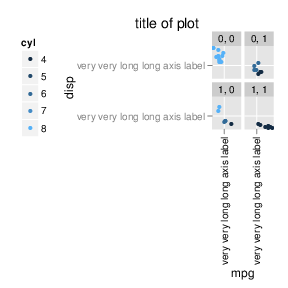 title of plot
cyl
4
5
6
7
8
disp
0, 0
0, 1
very very long long axis label
1, 0
1, 1
very very long long axis label
very very long long axis label
very very long long axis label
mpg